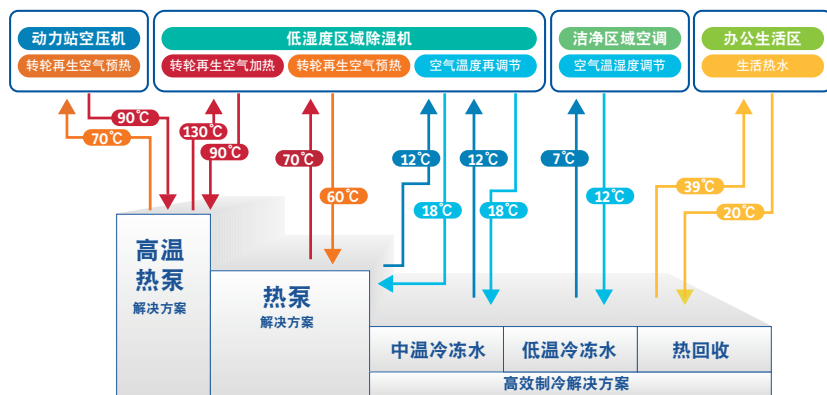 动力站空压机
转轮再生空气预热
低湿度区域除湿机
转轮再生空气加热
转轮再生空气预热
空气温度再调节
洁净区域空调
空气温湿度调节
办公生活区
生活热水
90℃
70℃
130℃
90℃
70℃
60℃
12℃
18℃
12℃
18℃
7℃
12℃
39℃
20℃
高温
热泵
解决方案
热泵
解决方案
中温冷冻水
低温冷冻水
热回收
高效制冷解决方案